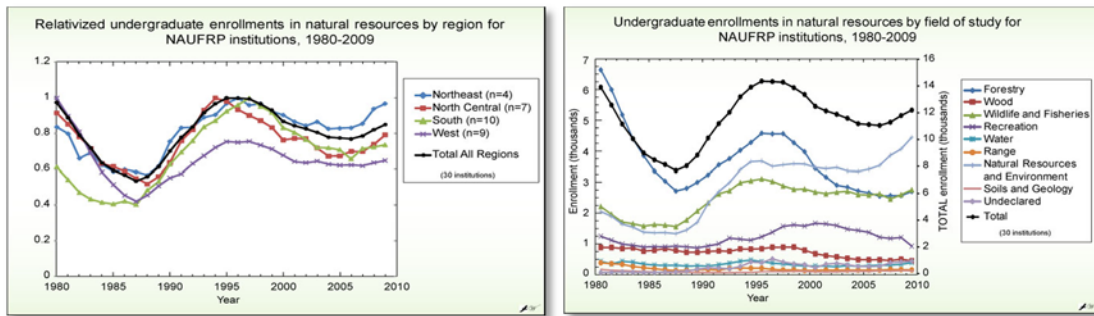 Relativized undergraduate enrollments in natural resources by region for
NAUFRP institutions, 1980-2009
1.2
1
0.8
0.6
0.4
0.2
0
1980
1985
1990
1995
2000
2005
2010
Year
Northeast (n=4)
North Central (n=7)
South (n=10)
West (n=9)
Total All Regions
(30 institutions)
Undergraduate enrollments in natural resources by field of study for
NAUFRP institutions, 1980-2009
Enrollment (thousands)
7
6
5
4
3
2
1
0
1980
1985
1990
1995
2000
2005
2010
Year
16
14
12
10
8
6
4
2
0
TOTAL enrollment (thousands)
Forestry
Wood
Wildlife and Fisheries
Recreation
Water
Range
Natural Resources
and Environment
Soils and Geology
Undeclared
Total
(30 institutions)